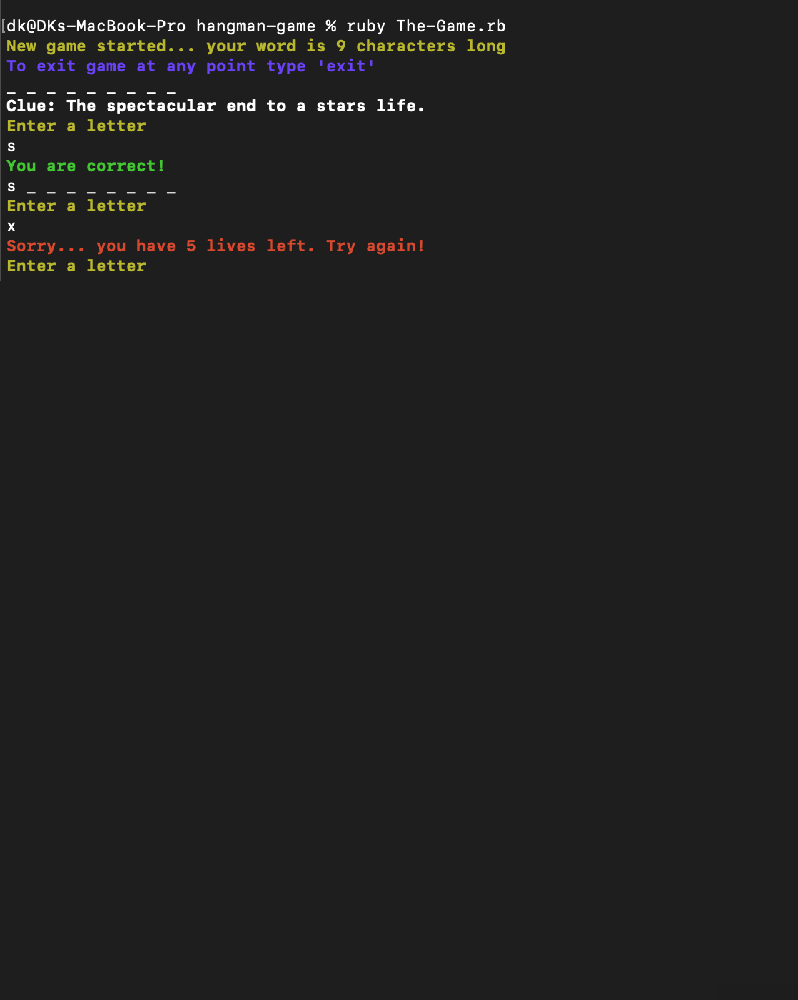 [dk@DKs-MacBook-Pro hangman-game % ruby The-Game.rb
New game started... your word is 9 characters long
To exit game at any point type 'exit'
_ _ _ _ _ _ _ _ _
Clue: The spectacular end to a stars life.
Enter a letter
s
You are correct!
s _ _ _ _ _ _ _ _
Enter a letter
x
Sorry... you have 5 lives left. Try again!
Enter a letter